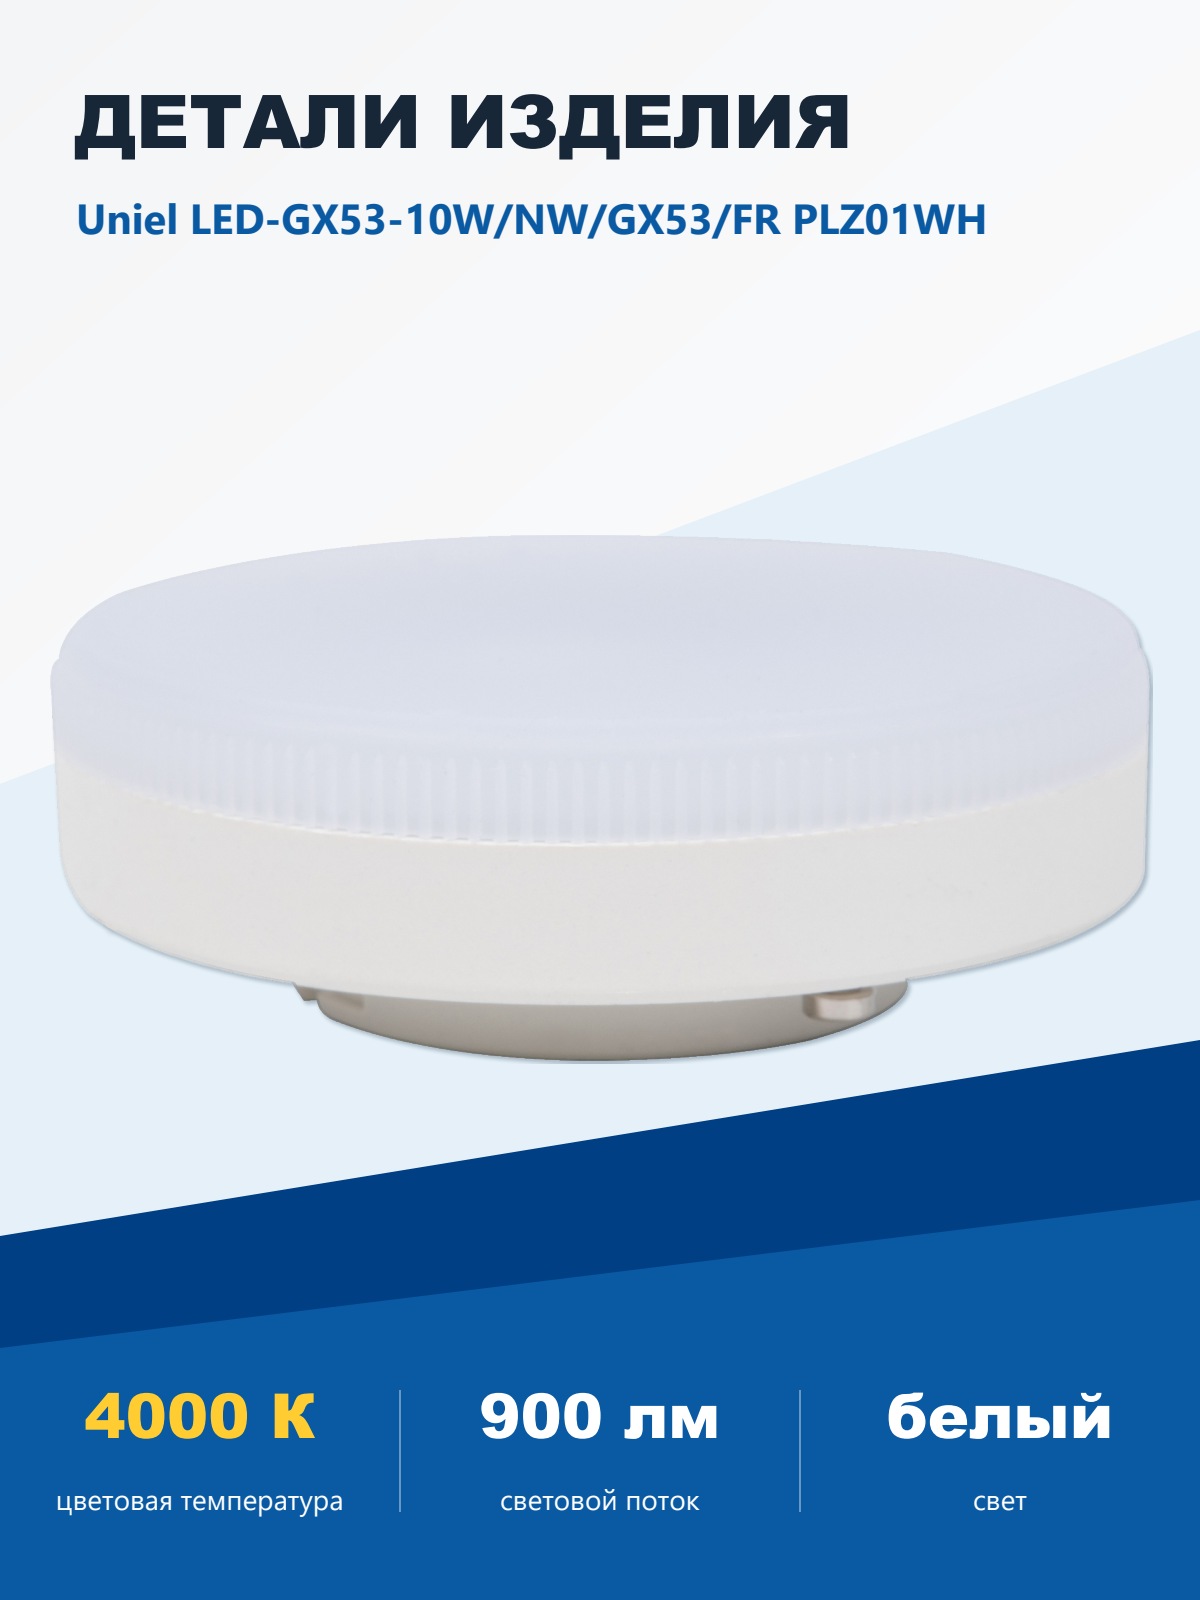 ДЕТАЛИ ИЗДЕЛИЯ
Uniel LED-GX53-10W/NW/GX53/FR PLZ01WH
4000 К
900 лм
белый
цветовая температура
световой поток
свет